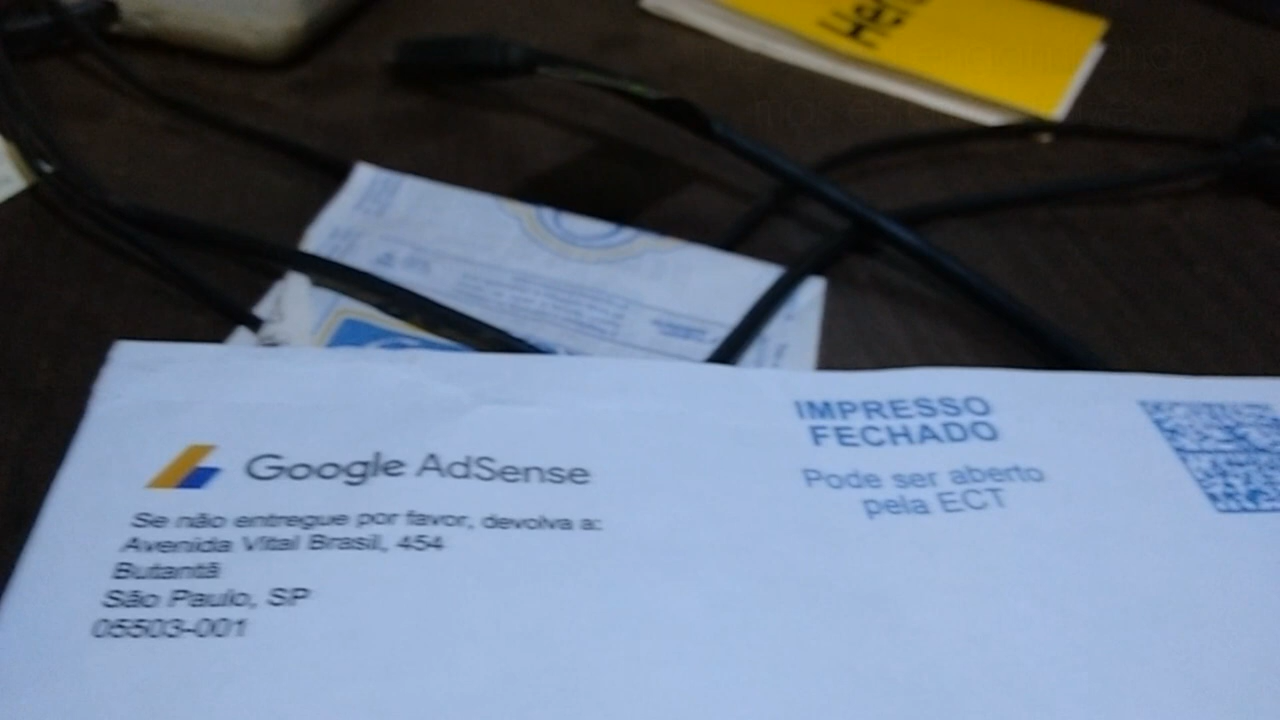 Google AdSense
Se não entregue por favor, devolva a:
Avenida Vital Brasil, 454
Butantã
São Paulo, SP
05503-001
IMPRESSO
FECHADO
Pode ser aberto
pela ECT